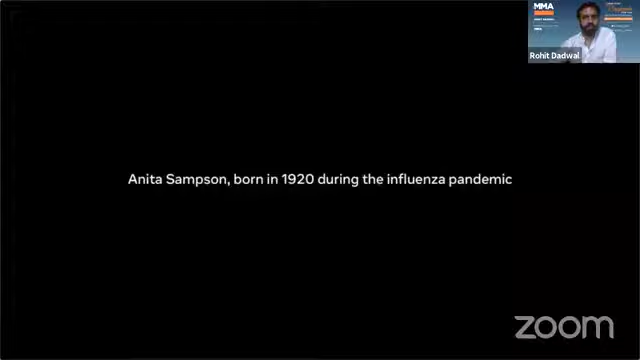 MMA
Rohit Dadwal
Anita Sampson, born in 1920 during the influenza pandemic
zoom